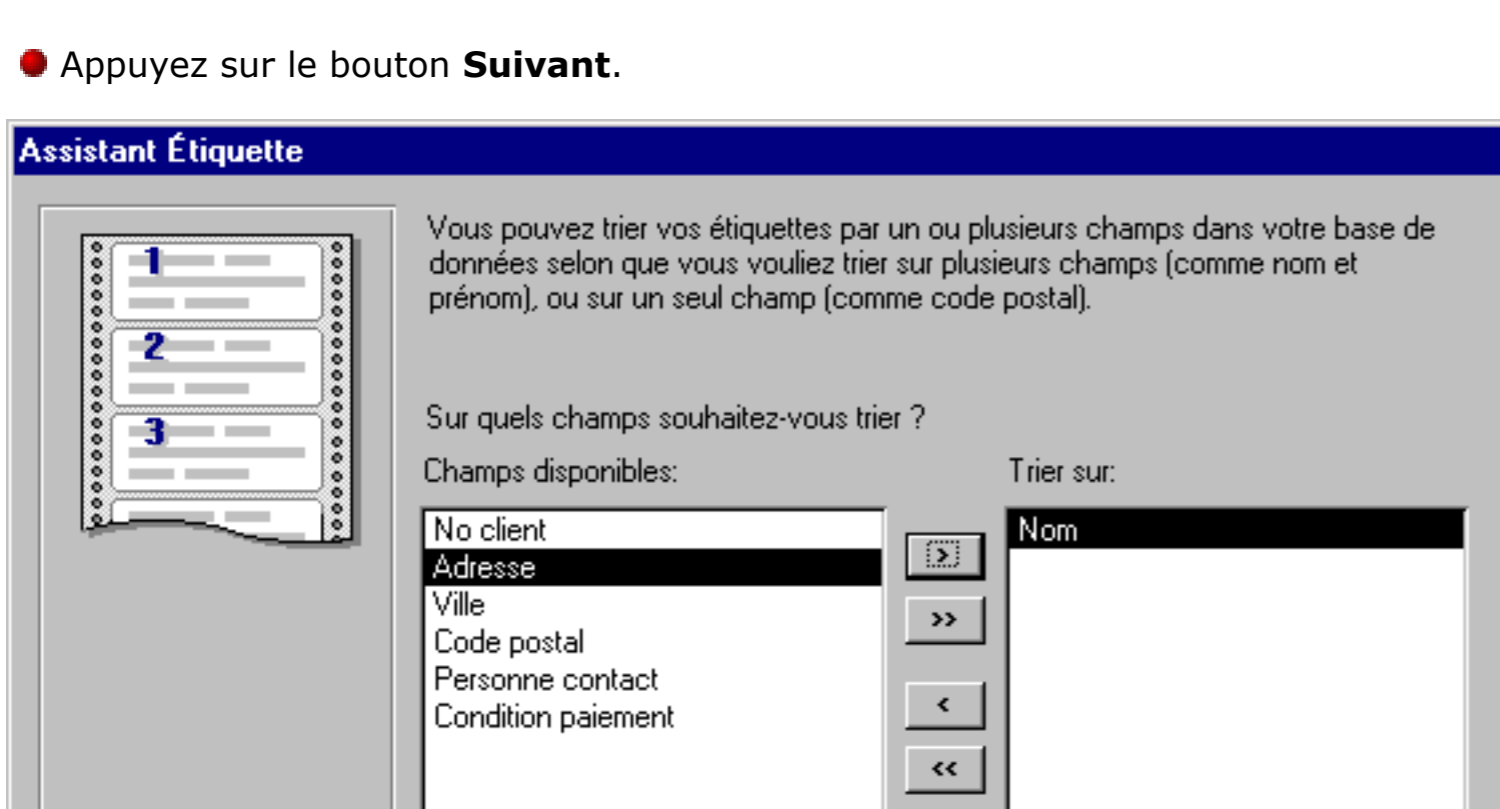 Appuyez sur le bouton Suivant.
Assistant Étiquette
Vous pouvez trier vos étiquettes par un ou plusieurs champs dans votre base de
données selon que vous vouliez trier sur plusieurs champs (comme nom et
prénom), ou sur un seul champ (comme code postal).
1
2
3
Sur quels champs souhaitez-vous trier ?
Champs disponibles:
Trier sur:
No client
Adresse
Ville
Code postal
Personne contact
Condition paiement
>
>>
<
<<
Nom